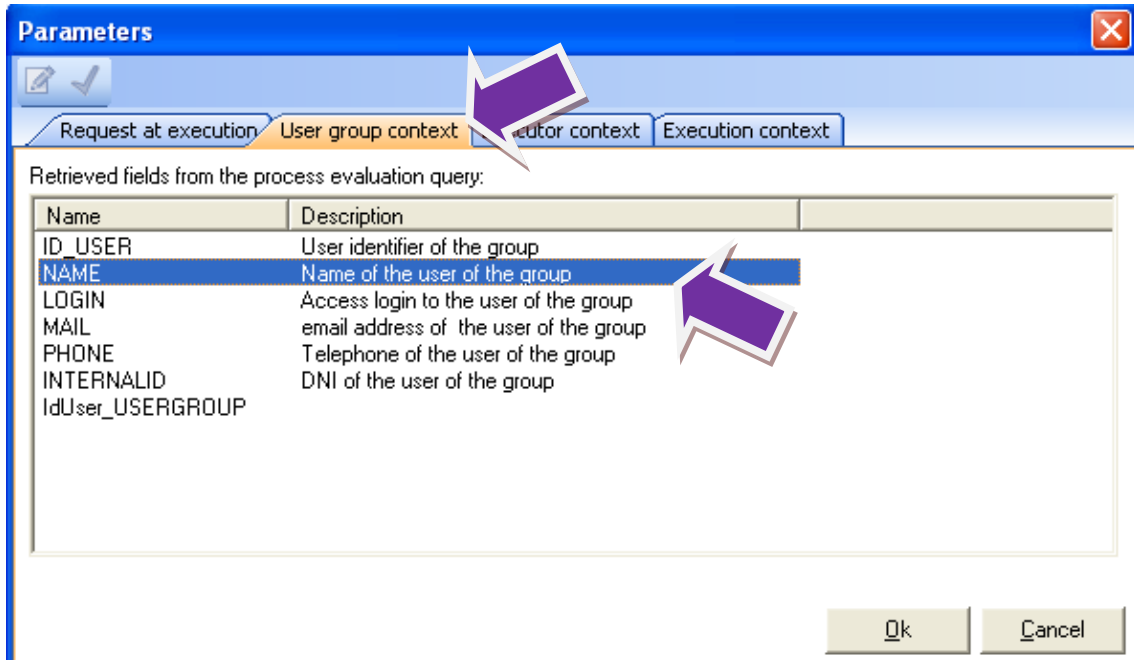 Parameters
Request at execution User group context cutor context Execution context
Retrieved fields from the process evaluation query:
Name Description
ID_USER User identifier of the group
NAME Name of the user of the group
LOGIN Access login to the user of the group
MAIL email address of  the user of the group
PHONE Telephone of the user of the group
INTERNALID DNI of the user of the group
IdUser_USERGROUP
Ok Cancel